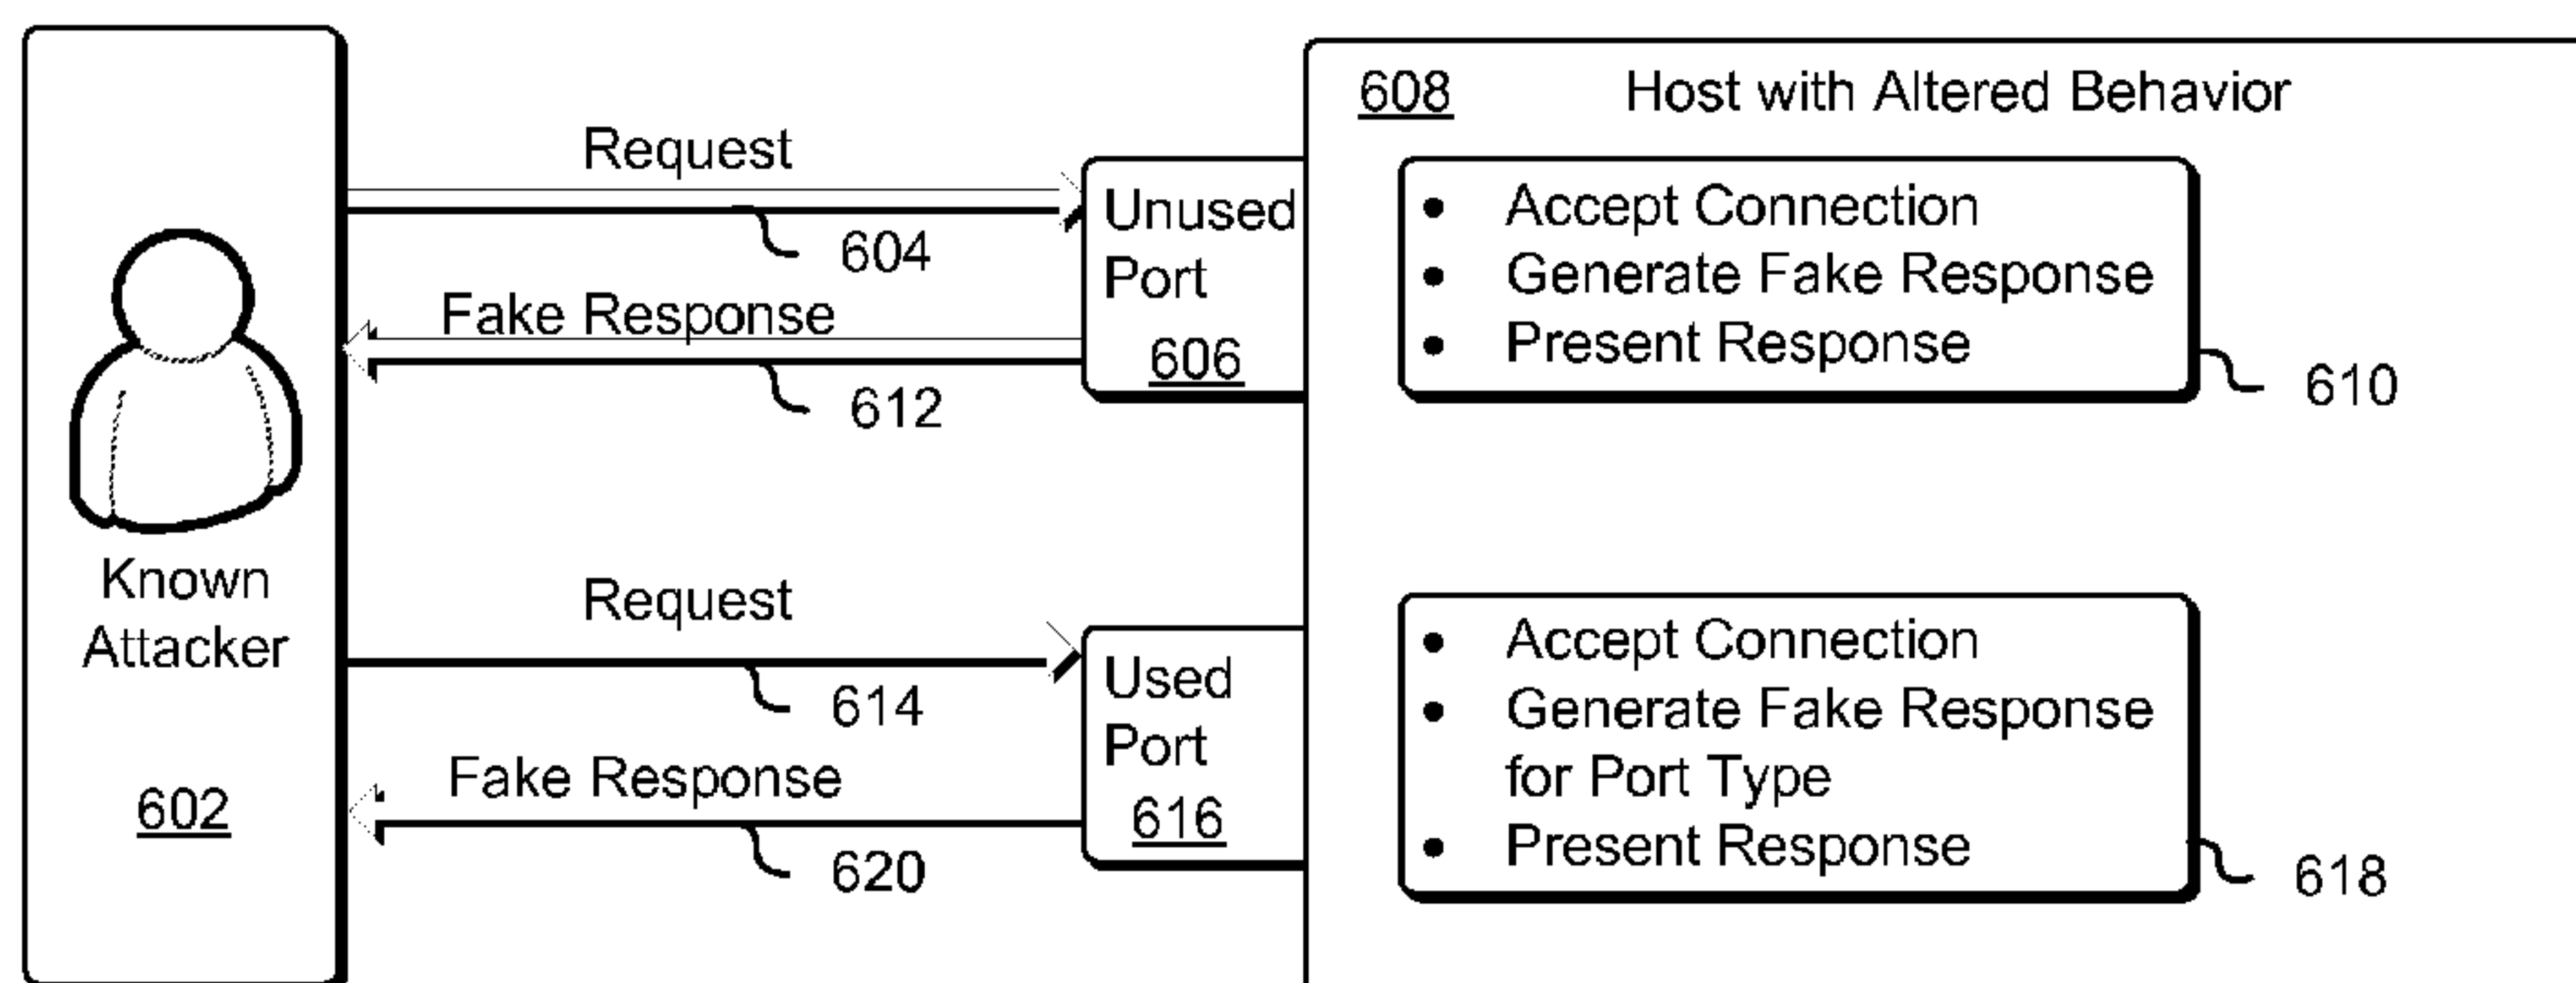 608 Host with Altered Behavior
Request
604
Unused
Port
606
Fake Response
612
• Accept Connection
• Generate Fake Response
• Present Response
610
Known
Attacker
602
Request
614
Used
Port
616
Fake Response
620
• Accept Connection
• Generate Fake Response
for Port Type
• Present Response
618